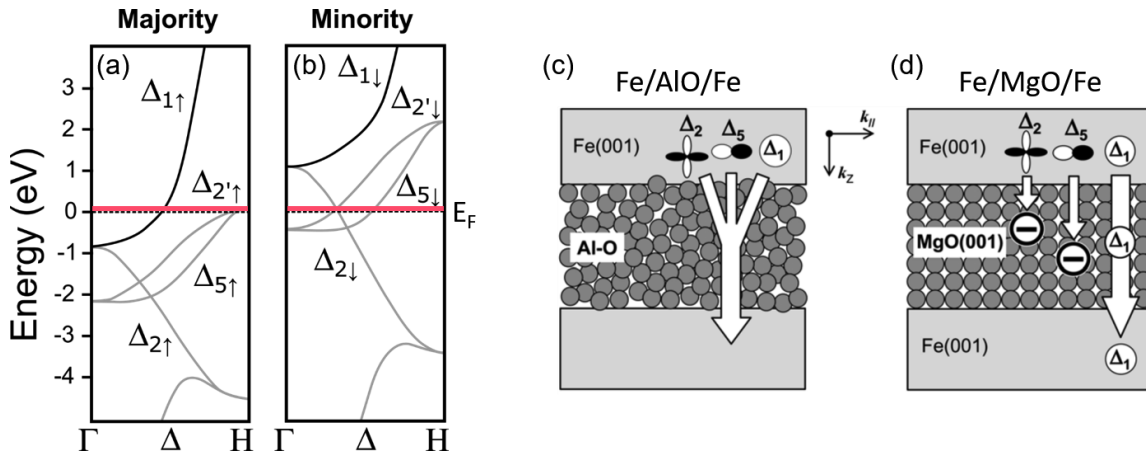 Majority
Minority
(a)
(b)
Energy (eV)
3
2
1
0
-1
-2
-3
-4
Δ1↑
Δ2'↑
Δ5↑
Δ2↑
Δ1↓
Δ2'↓
Δ5↓
Δ2↓
E_F
Γ
Δ
H
Γ
Δ
H
(c)
Fe/AlO/Fe
Fe(001)
Δ2
Δ5
Δ1
Al-O
k//
kz
(d)
Fe/MgO/Fe
Fe(001)
Δ2
Δ5
Δ1
MgO(001)
Δ1
Fe(001)
Δ1